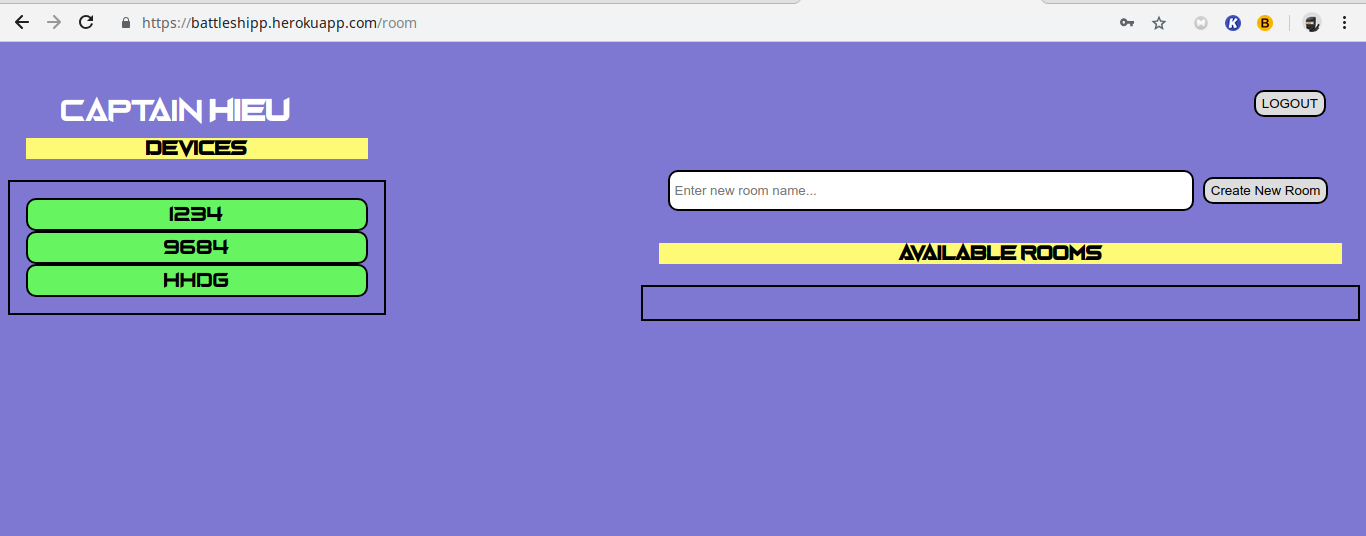 https://battleshipp.herokuapp.com/room
K
B
CAPTAIN HIEU
LOGOUT
DEVICES
Enter new room name...
Create New Room
1234
9684
HHDG
AVAILABLE ROOMS